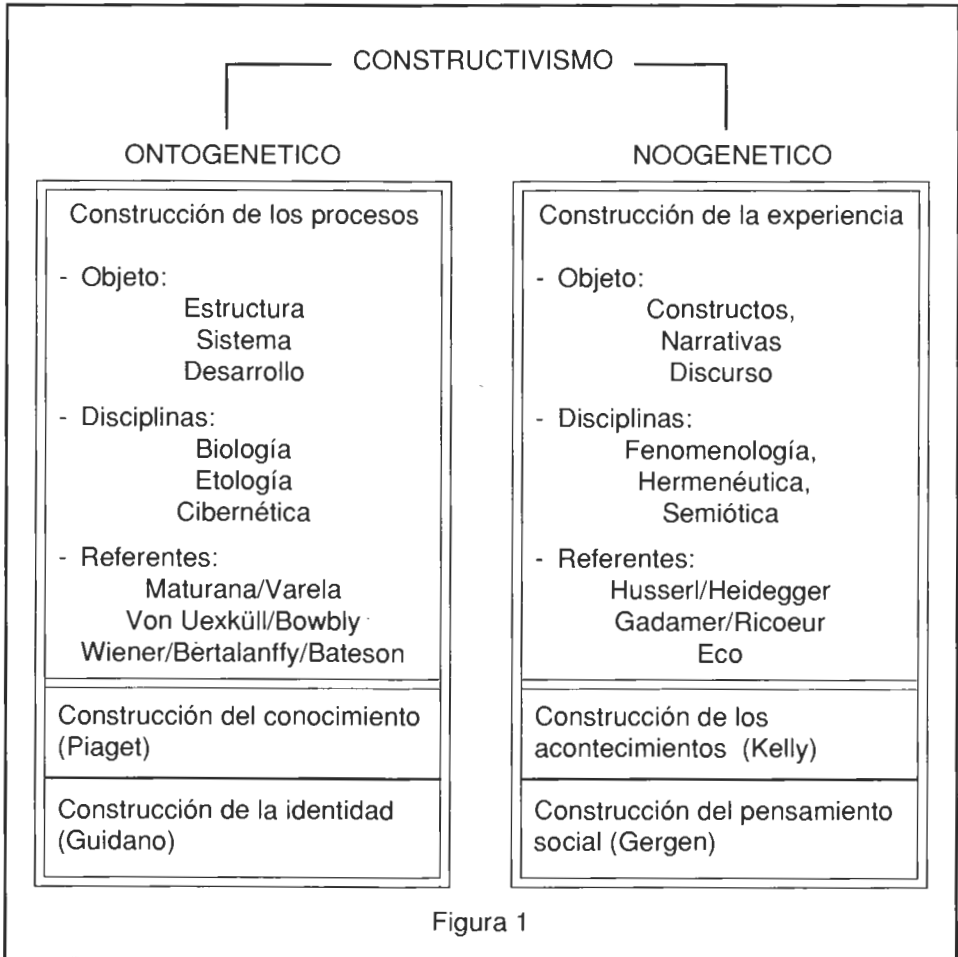 CONSTRUCTIVISMO
ONTOGENETICO
Construcción de los procesos
- Objeto:
Estructura
Sistema
Desarrollo
- Disciplinas:
Biología
Etología
Cibernética
- Referentes:
Maturana/Varela
Von Uexküll/Bowbly
Wiener/Bertalanffy/Bateson
Construcción del conocimiento
(Piaget)
Construcción de la identidad
(Guidano)
NOOGENETICO
Construcción de la experiencia
- Objeto:
Constructos,
Narrativas
Discurso
- Disciplinas:
Fenomenología,
Hermenéutica,
Semiótica
- Referentes:
Husserl/Heidegger
Gadamer/Ricoeur
Eco
Construcción de los
acontecimientos (Kelly)
Construcción del pensamiento
social (Gergen)
Figura 1